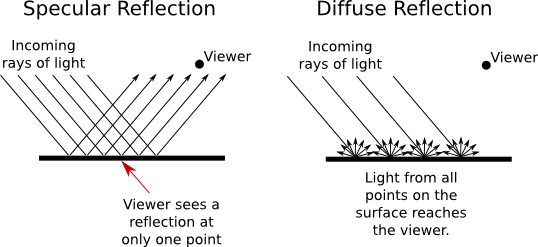 Specular Reflection
Incoming
rays of light
Viewer
Viewer sees a
reflection at
only one point
Diffuse Reflection
Incoming
rays of light
Viewer
Light from all
points on the
surface reaches
the viewer.